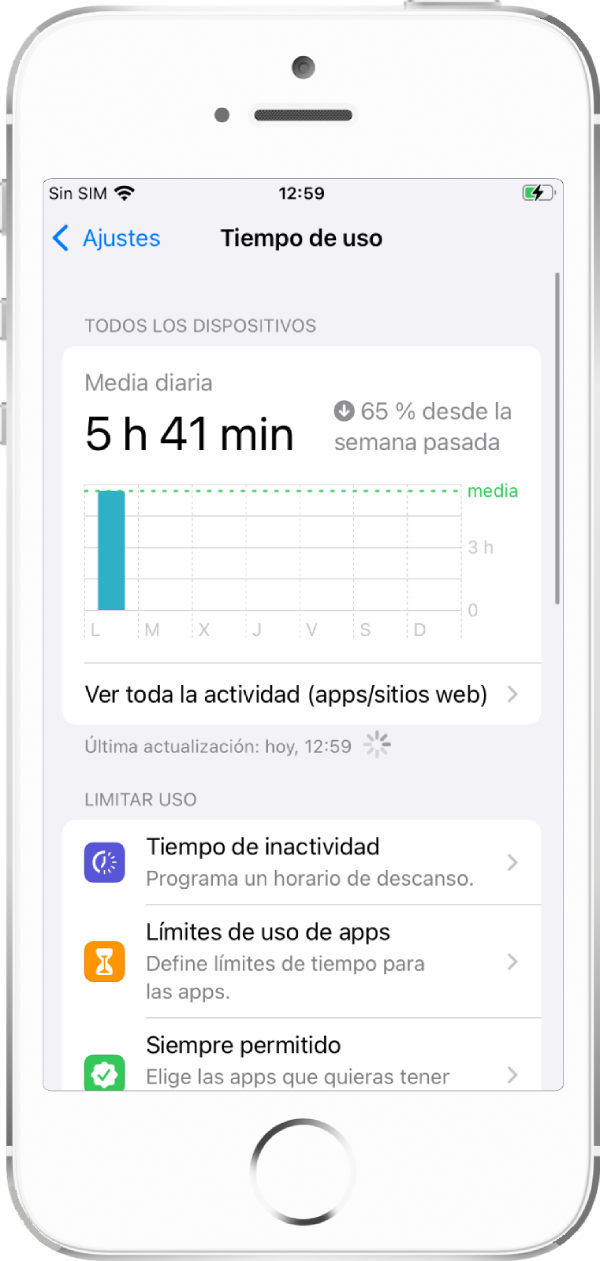 Sin SIM 12:59
Ajustes Tiempo de uso
TODOS LOS DISPOSITIVOS
Media diaria
5 h 41 min
65 % desde la
semana pasada
media
3 h
0
L M X J V S D
Ver toda la actividad (apps/sitios web)
Última actualización: hoy, 12:59
LIMITAR USO
Tiempo de inactividad
Programa un horario de descanso.
Límites de uso de apps
Define límites de tiempo para
las apps.
Siempre permitido
Elige las apps que quieras tener